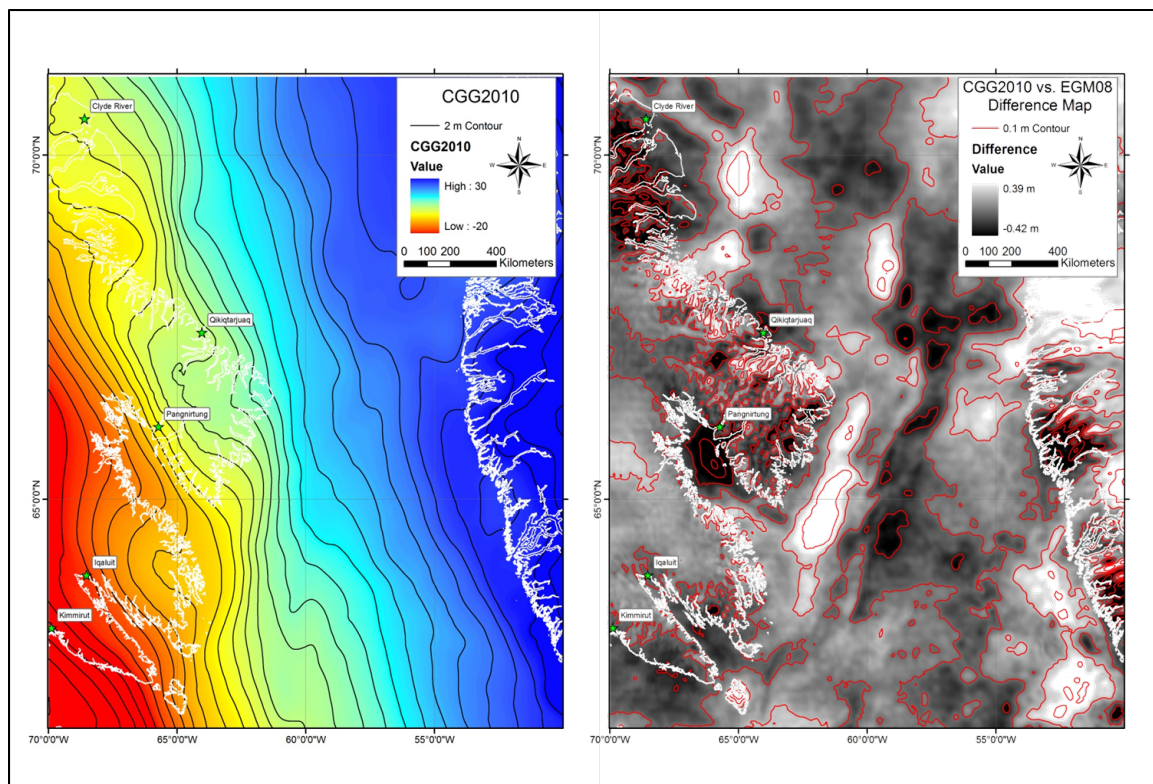 CGG2010
2 m Contour
CGG2010
Value
High : 30
Low : -20
N
W E
S
0 100 200 400
Kilometers
Clyde River
Qikiqtarjuaq
Pangnirtung
Iqaluit
Kimmirut
70°0'0"N
65°0'0"N
70°0'0"W 65°0'0"W 60°0'0"W 55°0'0"W
CGG2010 vs. EGM08
Difference Map
0.1 m Contour
Difference
Value
0.39 m
-0.42 m
N
W E
S
0 100 200 400
Kilometers
Clyde River
Qikiqtarjuaq
Pangnirtung
Iqaluit
Kimmirut
70°0'0"N
65°0'0"N
70°0'0"W 65°0'0"W 60°0'0"W 55°0'0"W